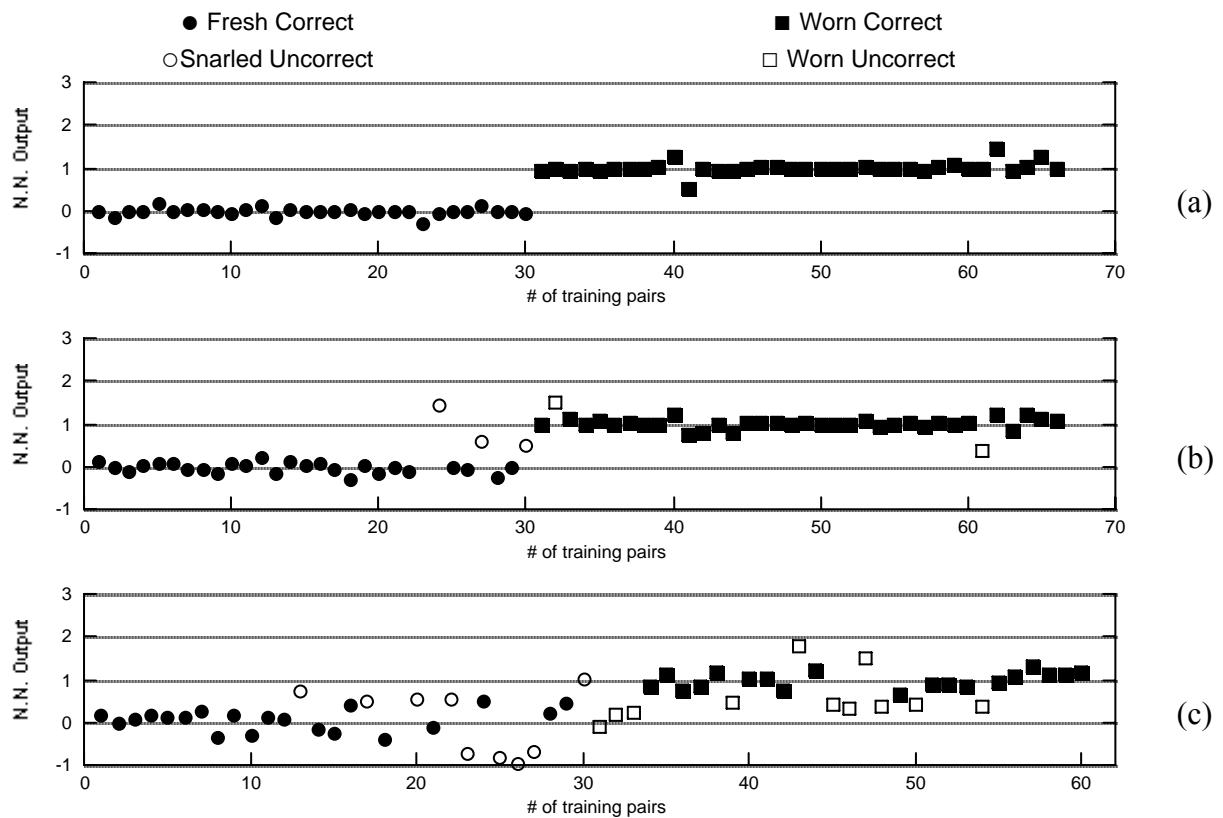 Fresh Correct Worn Correct
Snarled Uncorrect Worn Uncorrect
3
2
1
0
-1
N.N. Output
0 10 20 30 40 50 60 70
# of training pairs
(a)
3
2
1
0
-1
N.N. Output
0 10 20 30 40 50 60 70
# of training pairs
(b)
3
2
1
0
-1
N.N. Output
0 10 20 30 40 50 60
# of training pairs
(c)